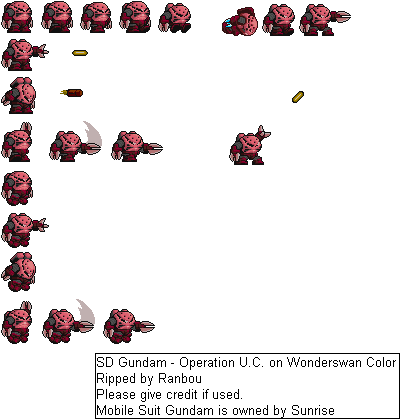 SD Gundam - Operation U.C. on Wonderswan Color
Ripped by Ranbou
Please give credit if used.
Mobile Suit Gundam is owned by Sunrise